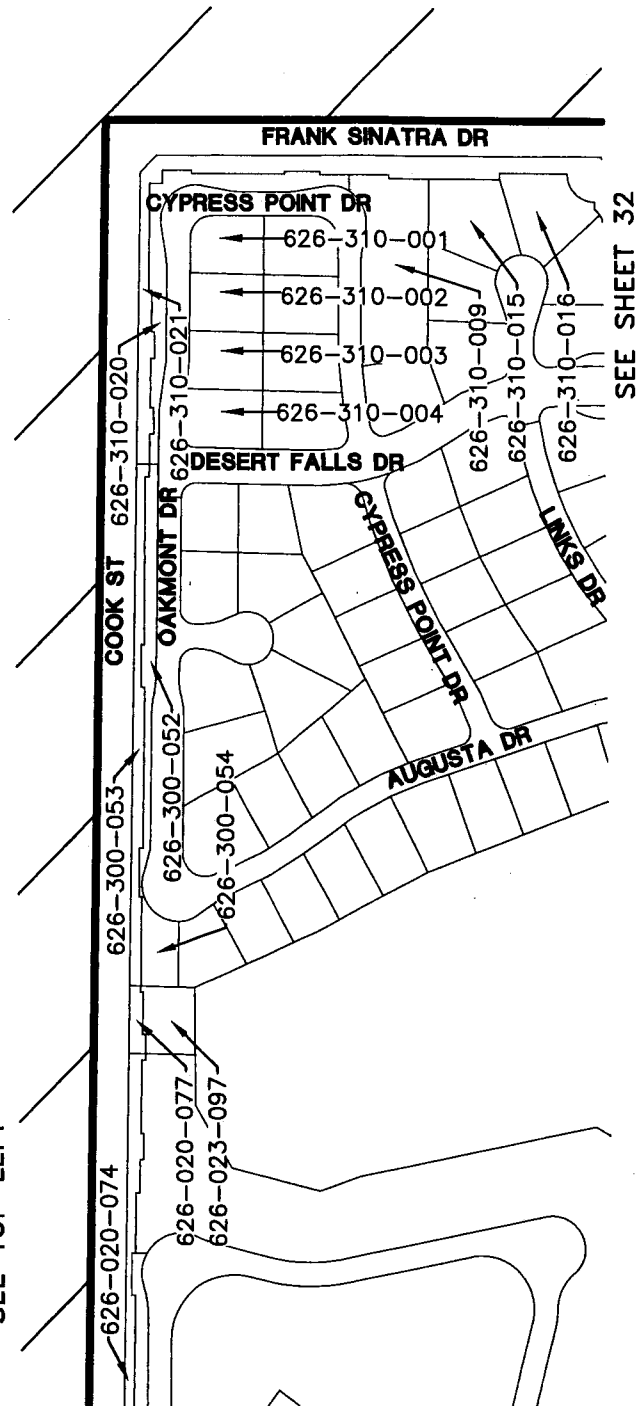 FRANK SINATRA DR
CYPRESS POINT DR
626-310-001
626-310-002
626-310-003
626-310-004
626-310-009
626-310-015
626-310-016
SEE SHEET 32
626-310-020
626-310-021
DESERT FALLS DR
OAKMONT DR
COOK ST
CYPRESS POINT DR
LINKS DR
AUGUSTA DR
626-300-053
626-300-052
626-300-054
626-020-077
626-023-097
626-020-074